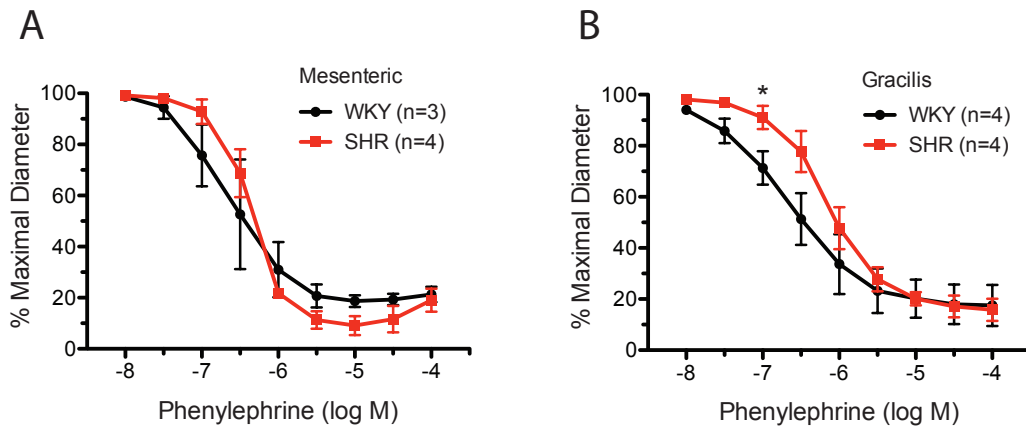 A
Mesenteric
WKY (n=3)
SHR (n=4)
% Maximal Diameter
100
80
60
40
20
0
-8 -7 -6 -5 -4
Phenylephrine (log M)
B
Gracilis
WKY (n=4)
SHR (n=4)
*
% Maximal Diameter
100
80
60
40
20
0
-8 -7 -6 -5 -4
Phenylephrine (log M)